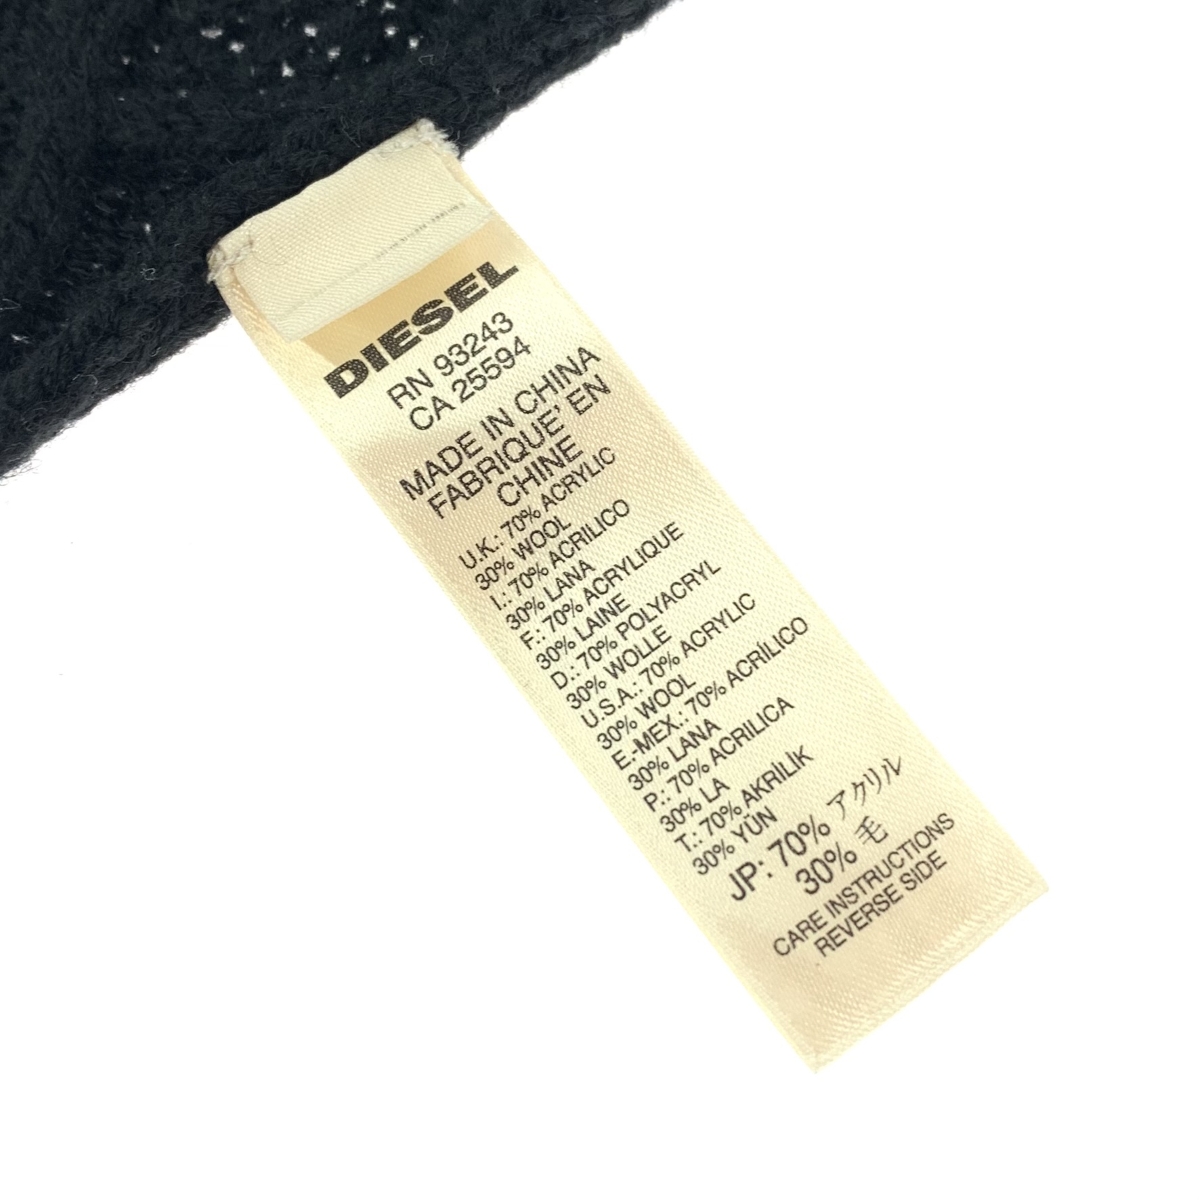 DIESEL
RN 93243
CA 25594
MADE IN CHINA
FABRIQUE' EN
CHINE
U.K.: 70% ACRYLIC
30% WOOL
I.: 70% ACRILICO
30% LANA
F.: 70% ACRYLIQUE
30% LAINE
D.: 70% POLYACRYL
30% WOLLE
U.S.A.: 70% ACRYLIC
30% WOOL
E.-MEX.: 70% ACRÍLICO
30% LANA
P.: 70% ACRILICA
30% LA
T.: 70% AKRİLİK
30% YÜN
JP: 70% アクリル
30% 毛
CARE INSTRUCTIONS
REVERSE SIDE